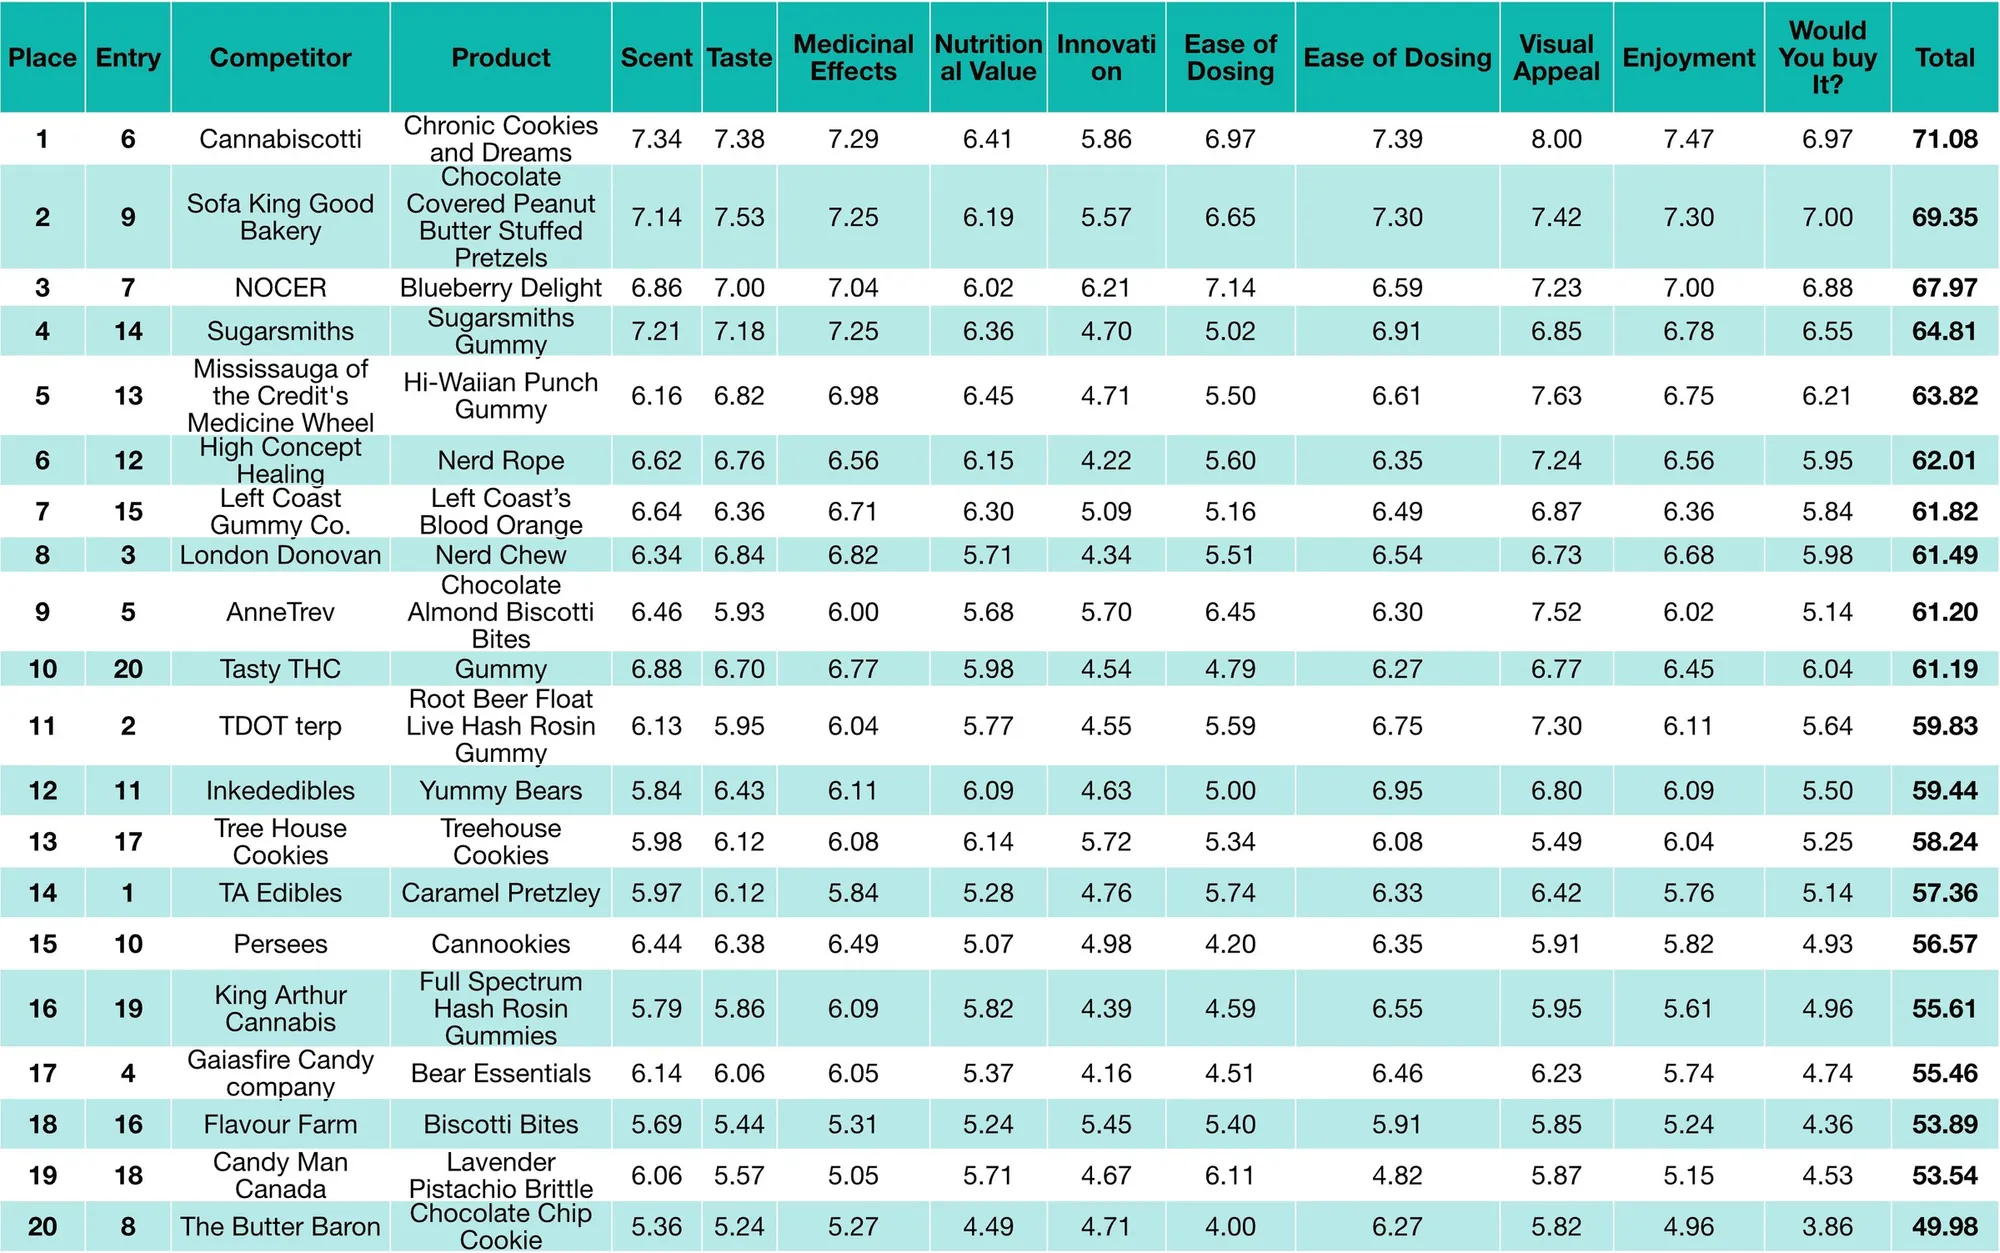 Place Entry Competitor Product Scent Taste Medicinal Effects Nutrition al Value Innovati on Ease of Dosing Ease of Dosing Visual Appeal Enjoyment Would You buy It? Total
1 6 Cannabiscotti Chronic Cookies and Dreams 7.34 7.38 7.29 6.41 5.86 6.97 7.39 8.00 7.47 6.97 71.08
2 9 Sofa King Good Bakery Chocolate Covered Peanut Butter Stuffed Pretzels 7.14 7.53 7.25 6.19 5.57 6.65 7.30 7.42 7.30 7.00 69.35
3 7 NOCER Blueberry Delight 6.86 7.00 7.04 6.02 6.21 7.14 6.59 7.23 7.00 6.88 67.97
4 14 Sugarsmiths Sugarsmiths Gummy 7.21 7.18 7.25 6.36 4.70 5.02 6.91 6.85 6.78 6.55 64.81
5 13 Mississauga of the Credit's Medicine Wheel Hi-Waiian Punch Gummy 6.16 6.82 6.98 6.45 4.71 5.50 6.61 7.63 6.75 6.21 63.82
6 12 High Concept Healing Nerd Rope 6.62 6.76 6.56 6.15 4.22 5.60 6.35 7.24 6.56 5.95 62.01
7 15 Left Coast Gummy Co. Left Coast’s Blood Orange 6.64 6.36 6.71 6.30 5.09 5.16 6.49 6.87 6.36 5.84 61.82
8 3 London Donovan Nerd Chew 6.34 6.84 6.82 5.71 4.34 5.51 6.54 6.73 6.68 5.98 61.49
9 5 AnneTrev Chocolate Almond Biscotti Bites 6.46 5.93 6.00 5.68 5.70 6.45 6.30 7.52 6.02 5.14 61.20
10 20 Tasty THC Gummy 6.88 6.70 6.77 5.98 4.54 4.79 6.27 6.77 6.45 6.04 61.19
11 2 TDOT terp Root Beer Float Live Hash Rosin Gummy 6.13 5.95 6.04 5.77 4.55 5.59 6.75 7.30 6.11 5.64 59.83
12 11 Inkededibles Yummy Bears 5.84 6.43 6.11 6.09 4.63 5.00 6.95 6.80 6.09 5.50 59.44
13 17 Tree House Cookies Treehouse Cookies 5.98 6.12 6.08 6.14 5.72 5.34 6.08 5.49 6.04 5.25 58.24
14 1 TA Edibles Caramel Pretzley 5.97 6.12 5.84 5.28 4.76 5.74 6.33 6.42 5.76 5.14 57.36
15 10 Persees Cannookies 6.44 6.38 6.49 5.07 4.98 4.20 6.35 5.91 5.82 4.93 56.57
16 19 King Arthur Cannabis Full Spectrum Hash Rosin Gummies 5.79 5.86 6.09 5.82 4.39 4.59 6.55 5.95 5.61 4.96 55.61
17 4 Gaiasfire Candy company Bear Essentials 6.14 6.06 6.05 5.37 4.16 4.51 6.46 6.23 5.74 4.74 55.46
18 16 Flavour Farm Biscotti Bites 5.69 5.44 5.31 5.24 5.45 5.40 5.91 5.85 5.24 4.36 53.89
19 18 Candy Man Canada Lavender Pistachio Brittle 6.06 5.57 5.05 5.71 4.67 6.11 4.82 5.87 5.15 4.53 53.54
20 8 The Butter Baron Chocolate Chip Cookie 5.36 5.24 5.27 4.49 4.71 4.00 6.27 5.82 4.96 3.86 49.98